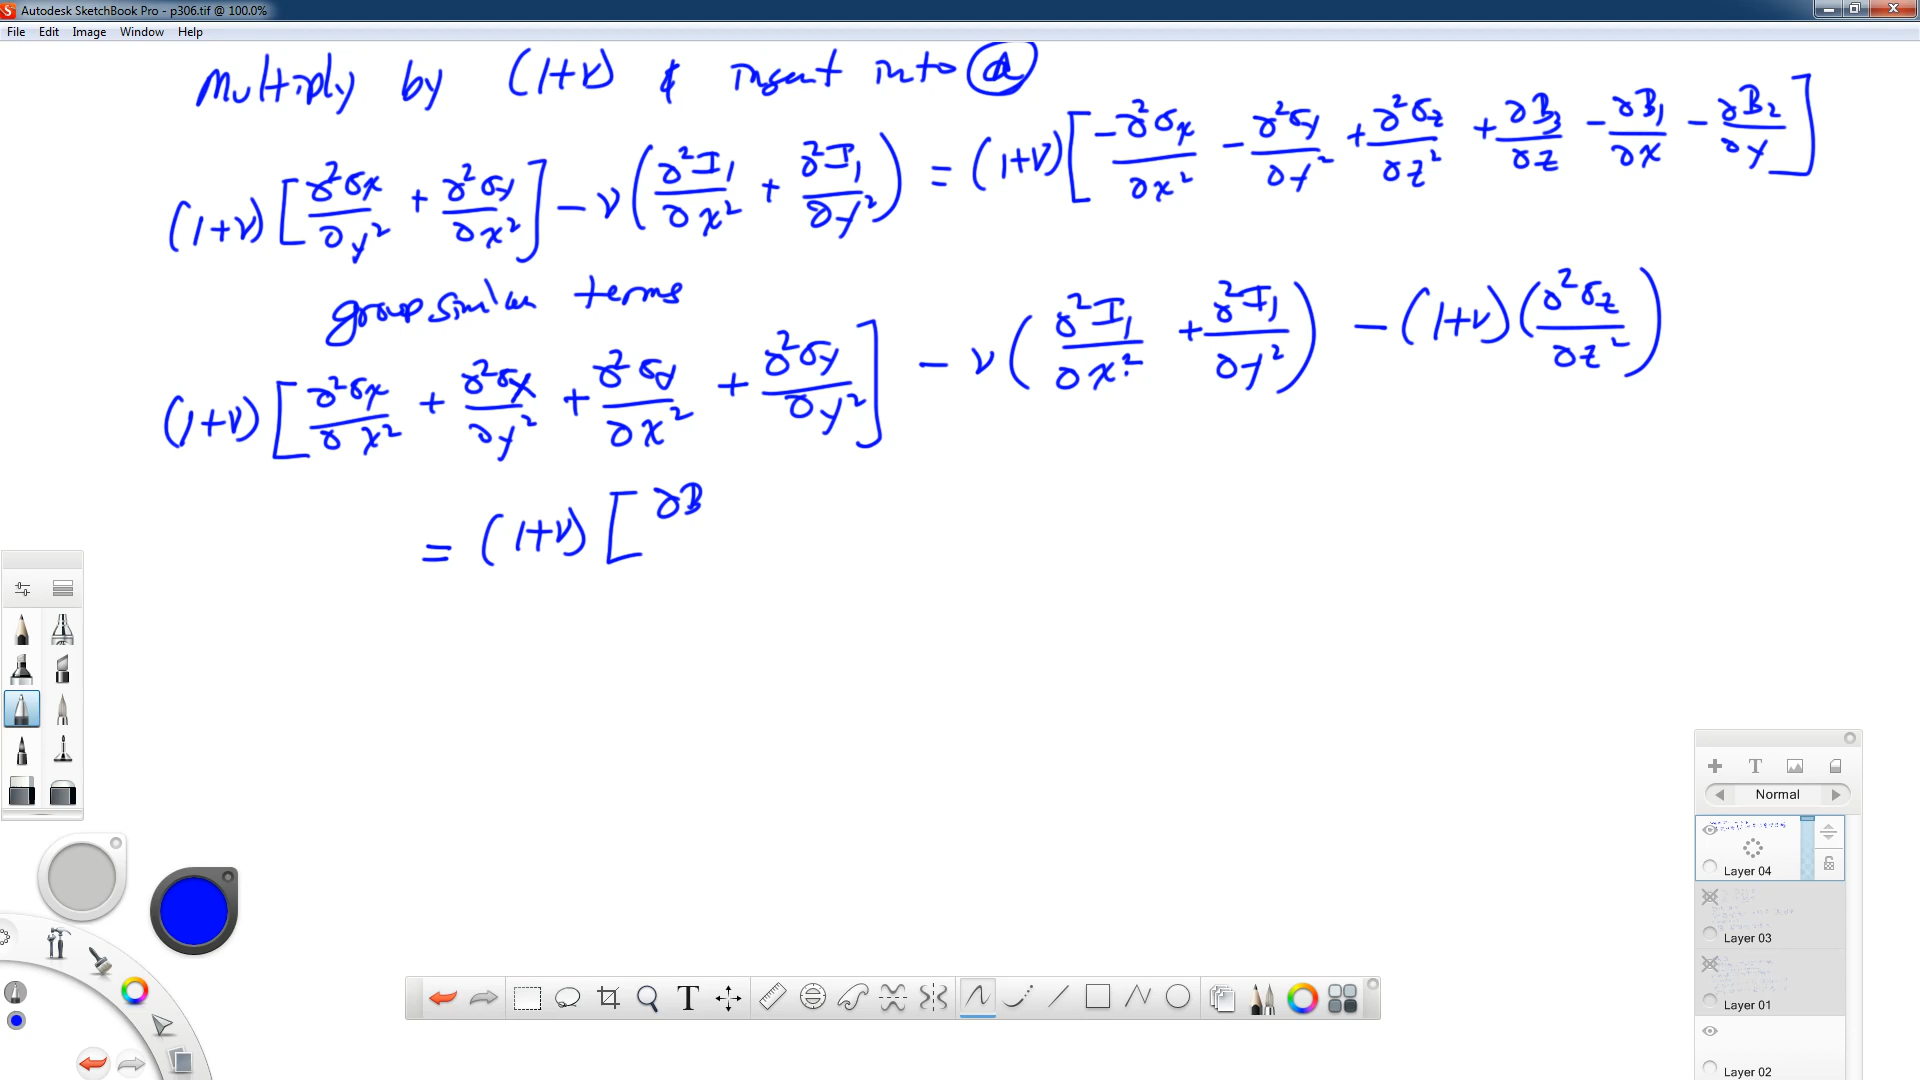 Autodesk SketchBook Pro - p306.tif @ 100.0%
File Edit Image Window Help
Multiply by (1+ν) & insert into ⓐ
(1+ν) [∂²σx/∂y² + ∂²σy/∂x²] − ν (∂²I₁/∂x² + ∂²I₁/∂y²) = (1+ν) [−∂²σx/∂x² − ∂²σy/∂y² + ∂²σz/∂z² + ∂B₃/∂z − ∂B₁/∂x − ∂B₂/∂y]
group similar terms
(1+ν) [∂²σx/∂x² + ∂²σx/∂y² + ∂²σy/∂x² + ∂²σy/∂y²] − ν (∂²I₁/∂x² + ∂²I₁/∂y²) − (1+ν) (∂²σz/∂z²)
= (1+ν) [ ∂B
Normal
Layer 04
Layer 03
Layer 01
Layer 02